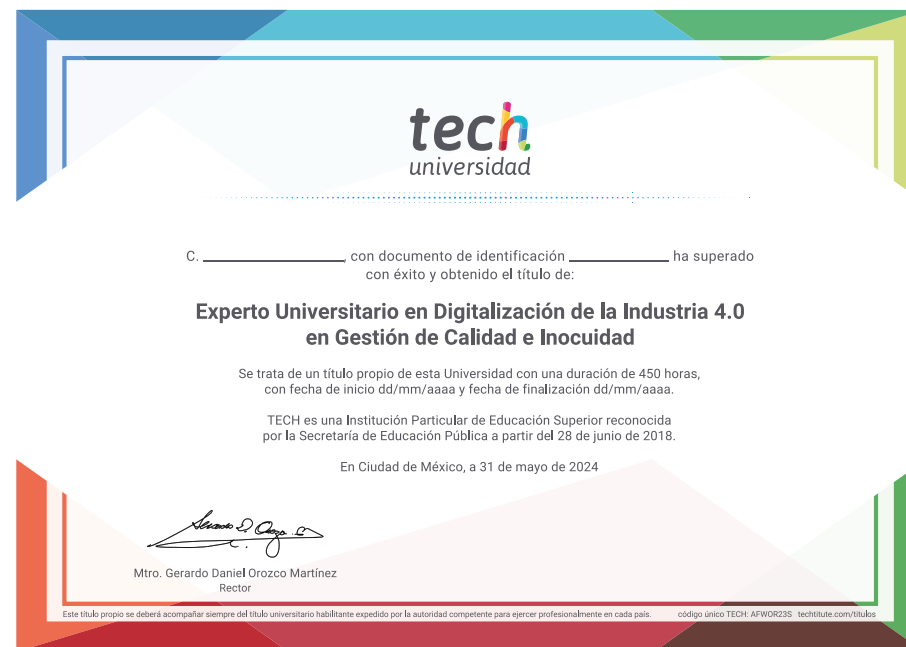 tech
universidad
C. ____________, con documento de identificación ____________ ha superado
con éxito y obtenido el título de:
Experto Universitario en Digitalización de la Industria 4.0
en Gestión de Calidad e Inocuidad
Se trata de un título propio de esta Universidad con una duración de 450 horas,
con fecha de inicio dd/mm/aaaa y fecha de finalización dd/mm/aaaa.
TECH es una Institución Particular de Educación Superior reconocida
por la Secretaría de Educación Pública a partir del 28 de junio de 2018.
En Ciudad de México, a 31 de mayo de 2024
Mtro. Gerardo Daniel Orozco Martínez
Rector
Este título propio se deberá acompañar siempre del título universitario habilitante expedido por la autoridad competente para ejercer profesionalmente en cada país. código único TECH: AFWOR23S techtitute.com/titulos